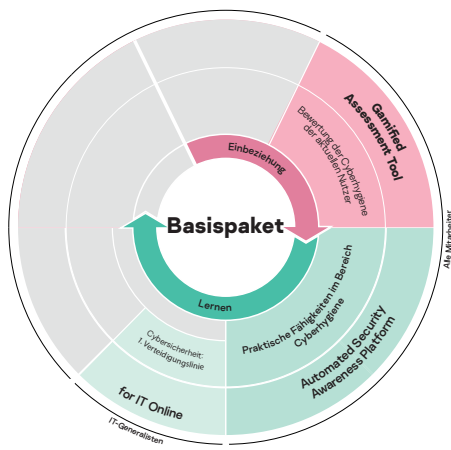 Basispaket
Einbeziehung
Gamified
Assessment Tool
Bewertung der Cyberhygiene
der aktuellen Nutzer
Alle Mitarbeiter
Lernen
Praktische Fähigkeiten im Bereich
Cyberhygiene
Automated Security
Awareness Platform
Cybersicherheit:
1. Verteidigungslinie
for IT Online
IT-Generalisten